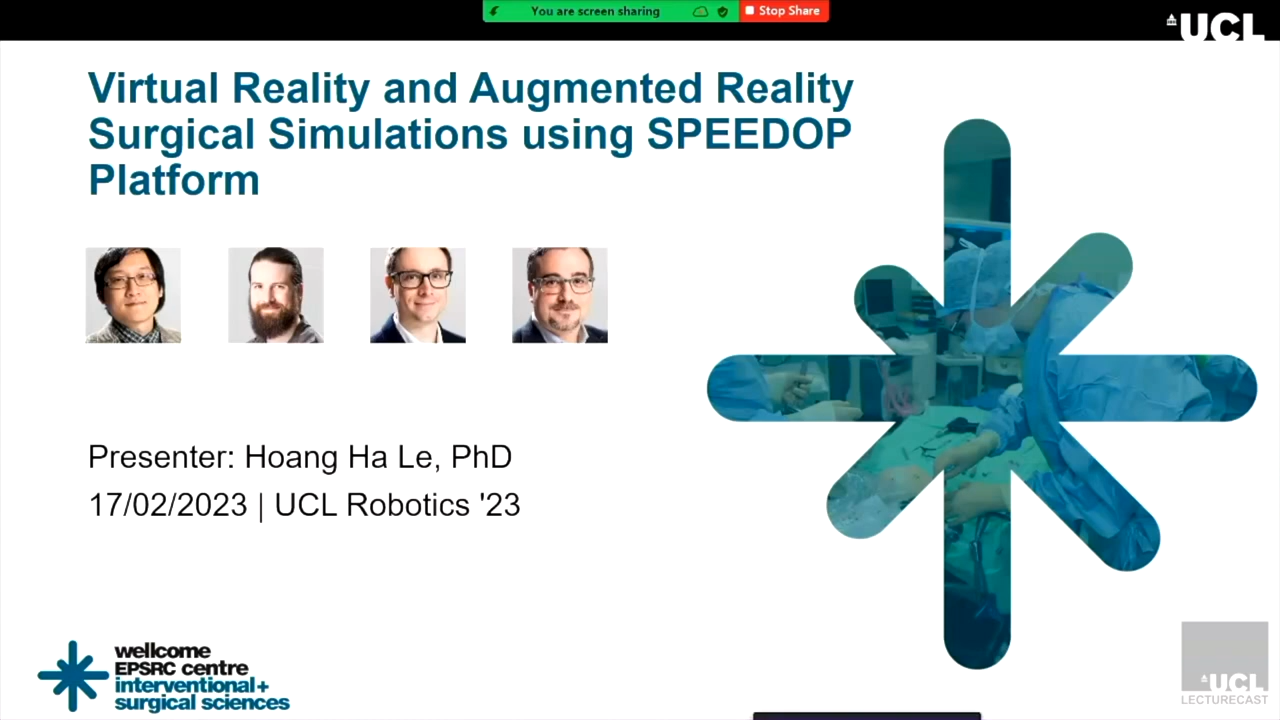 You are screen sharing
Stop Share
UCL
Virtual Reality and Augmented Reality
Surgical Simulations using SPEEDOP
Platform
Presenter: Hoang Ha Le, PhD
17/02/2023 | UCL Robotics '23
wellcome
EPSRC centre
interventional+
surgical sciences
UCL
LECTURECAST